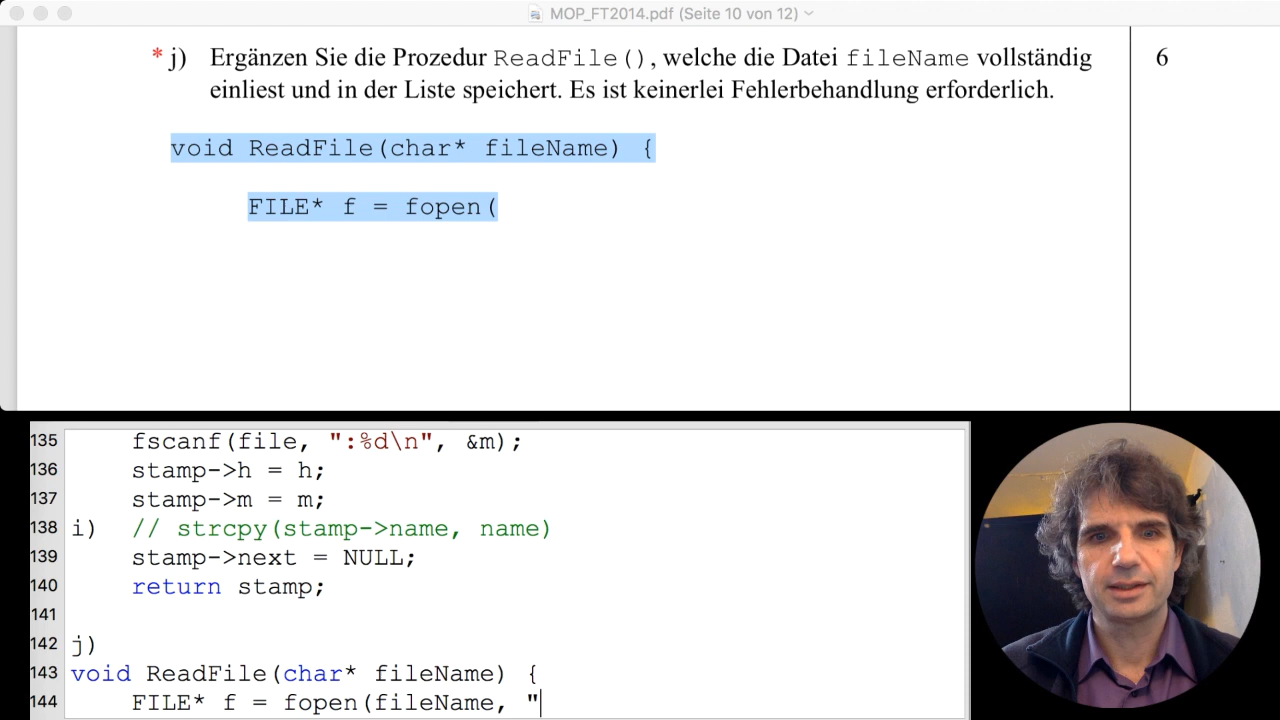 MOP_FT2014.pdf (Seite 10 von 12)
* j) Ergänzen Sie die Prozedur ReadFile(), welche die Datei fileName vollständig 6
einliest und in der Liste speichert. Es ist keinerlei Fehlerbehandlung erforderlich.
void ReadFile(char* fileName) {
FILE* f = fopen(
135 fscanf(file, ":%d\n", &m);
136 stamp->h = h;
137 stamp->m = m;
138 i) // strcpy(stamp->name, name)
139 stamp->next = NULL;
140 return stamp;
141
142 j)
143 void ReadFile(char* fileName) {
144 FILE* f = fopen(fileName, "